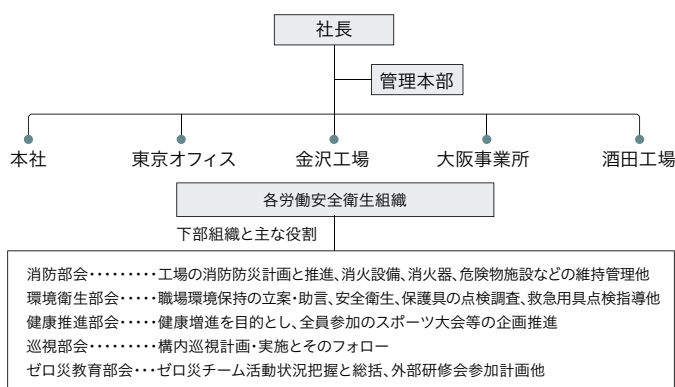 社長
管理本部
本社 東京オフィス 金沢工場 大阪事業所 酒田工場
各労働安全衛生組織
下部組織と主な役割
消防部会・・・・・・・・・工場の消防防災計画と推進、消火設備、消火器、危険物施設などの維持管理他
環境衛生部会・・・・・職場環境保持の立案・助言、安全衛生、保護具の点検調査、救急用具点検指導他
健康推進部会・・・・・健康増進を目的とし、全員参加のスポーツ大会等の企画推進
巡視部会・・・・・・・・・構内巡視計画・実施とそのフォロー
ゼロ災教育部会・・・ゼロ災チーム活動状況把握と総括、外部研修会参加計画他